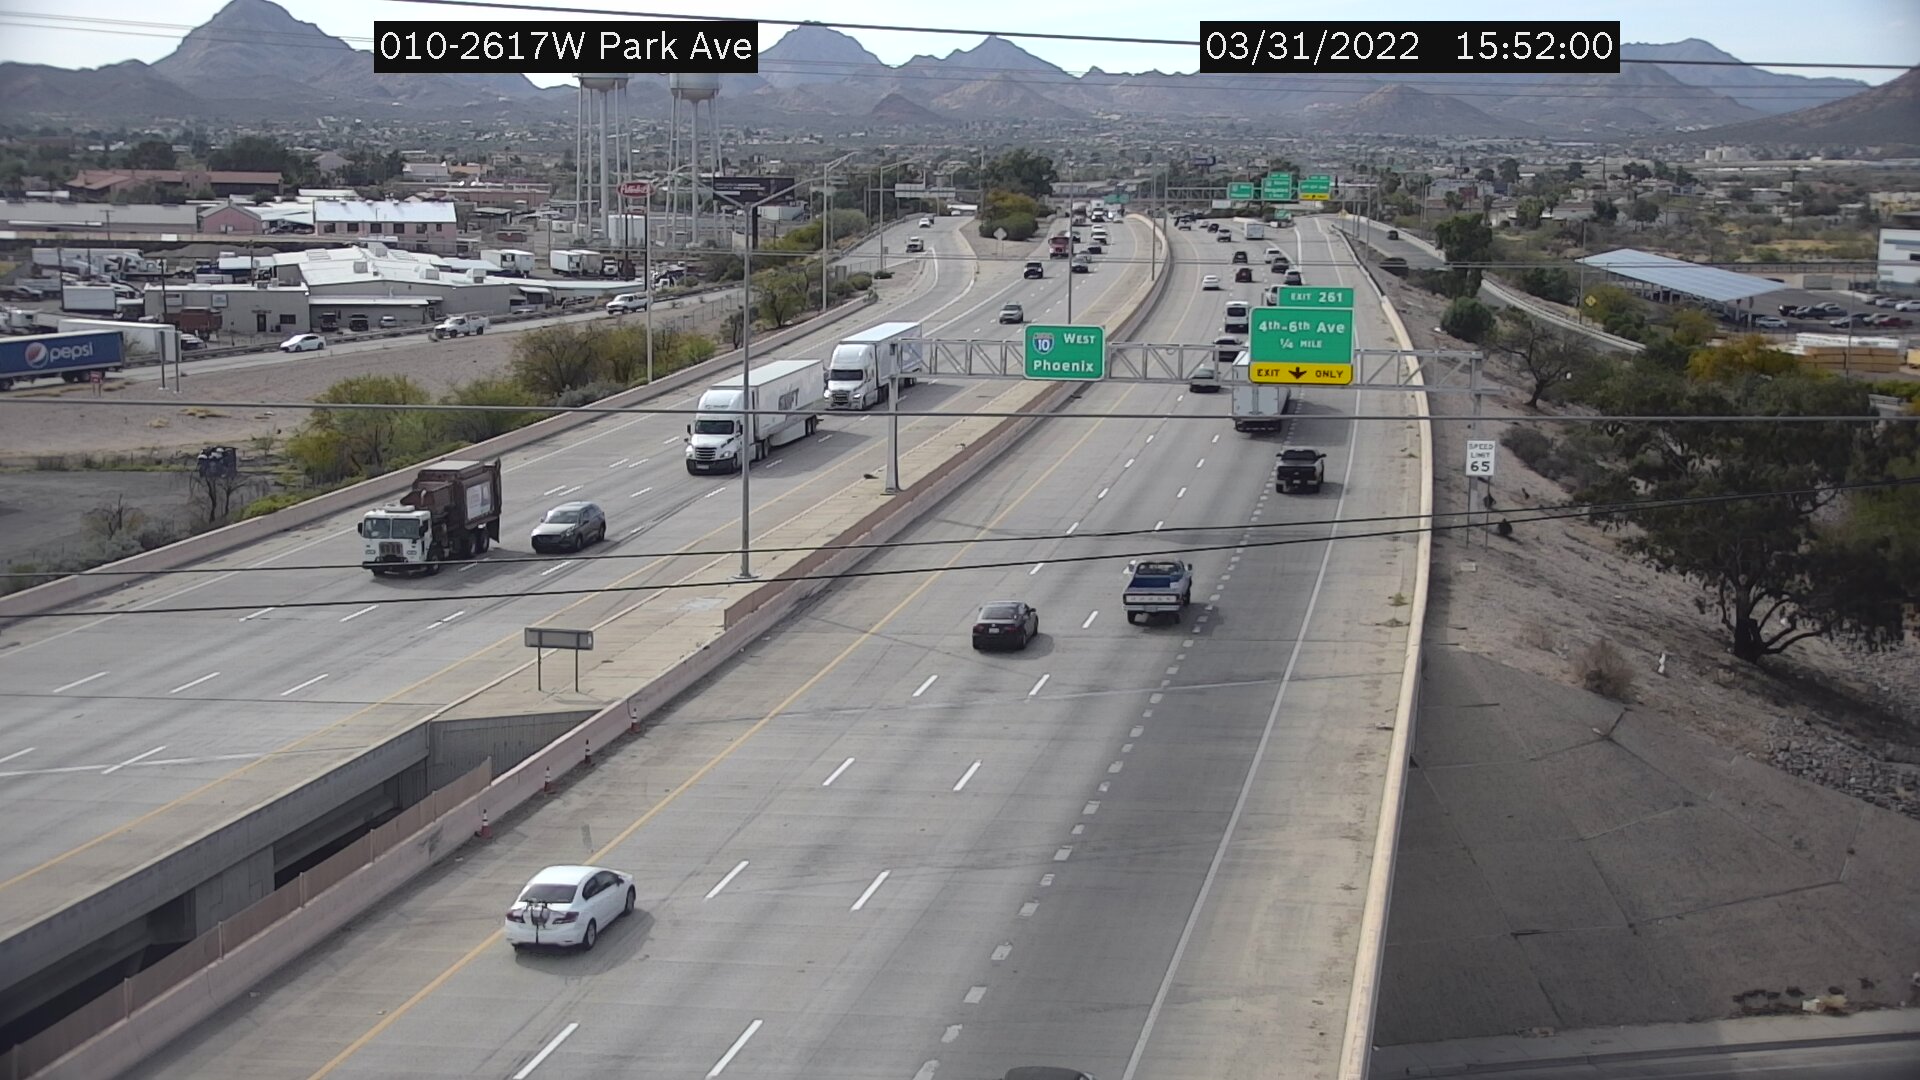 010-2617W Park Ave
03/31/2022 15:52:00
EXIT 261
4th-6th Ave
1/4 MILE
EXIT ONLY
10
WEST
Phoenix
SPEED
LIMIT
65
pepsi
SWIFT